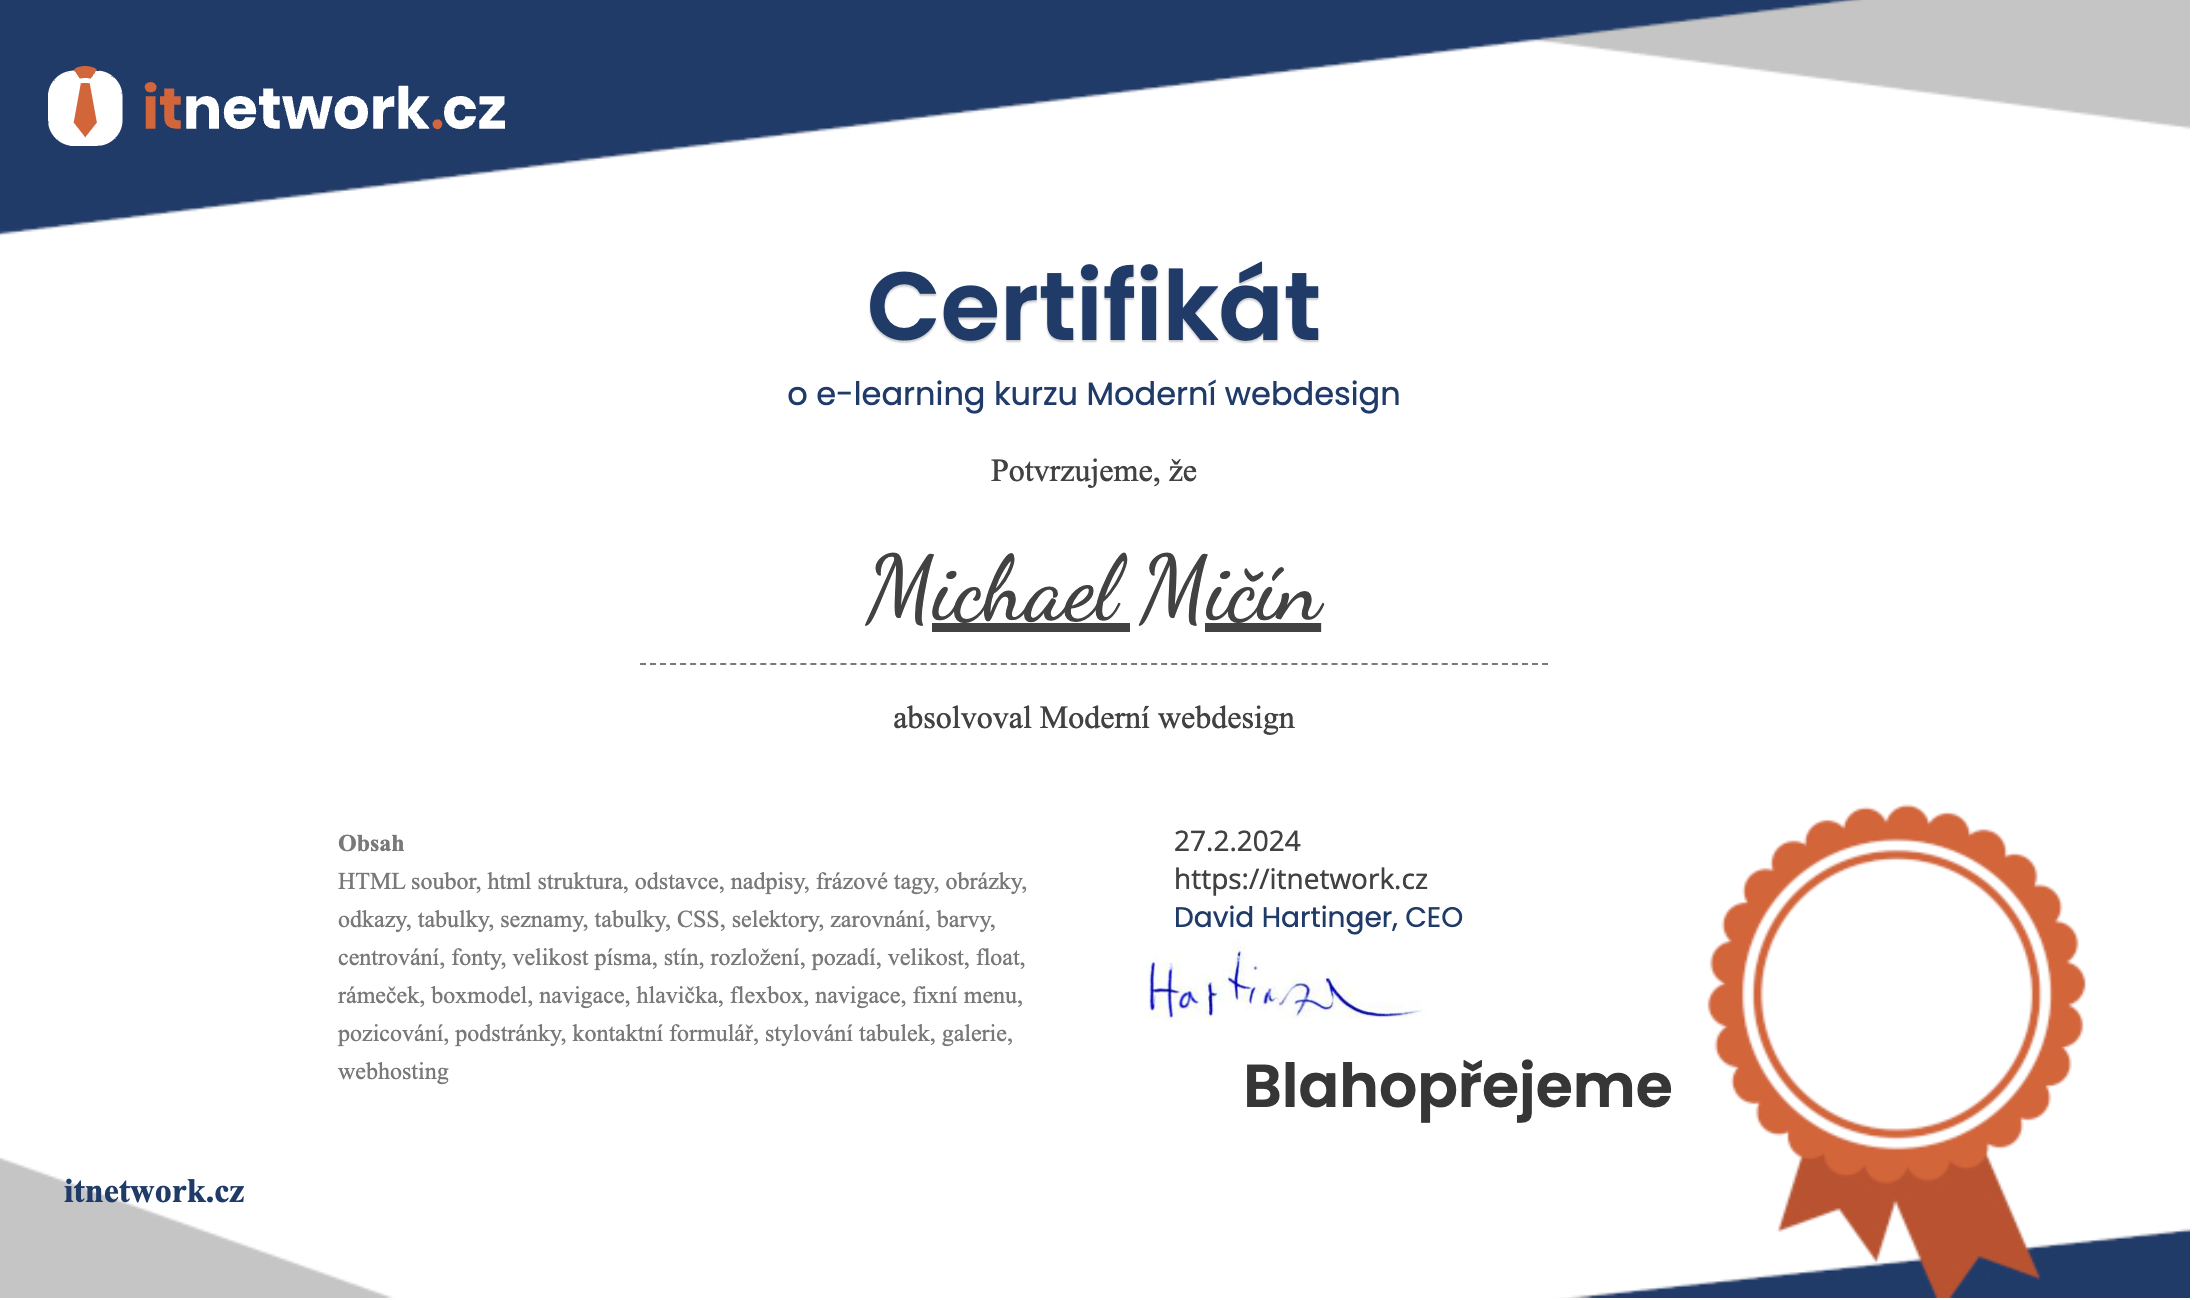 itnetwork.cz
Certifikát
o e-learning kurzu Moderní webdesign
Potvrzujeme, že
Michael Mičín
absolvoval Moderní webdesign
Obsah
HTML soubor, html struktura, odstavce, nadpisy, frázové tagy, obrázky,
odkazy, tabulky, seznamy, tabulky, CSS, selektory, zarovnání, barvy,
centrování, fonty, velikost písma, stín, rozložení, pozadí, velikost, float,
rámeček, boxmodel, navigace, hlavička, flexbox, navigace, fixní menu,
pozicování, podstránky, kontaktní formulář, stylování tabulek, galerie,
webhosting
27.2.2024
https://itnetwork.cz
David Hartinger, CEO
Blahopřejeme
itnetwork.cz